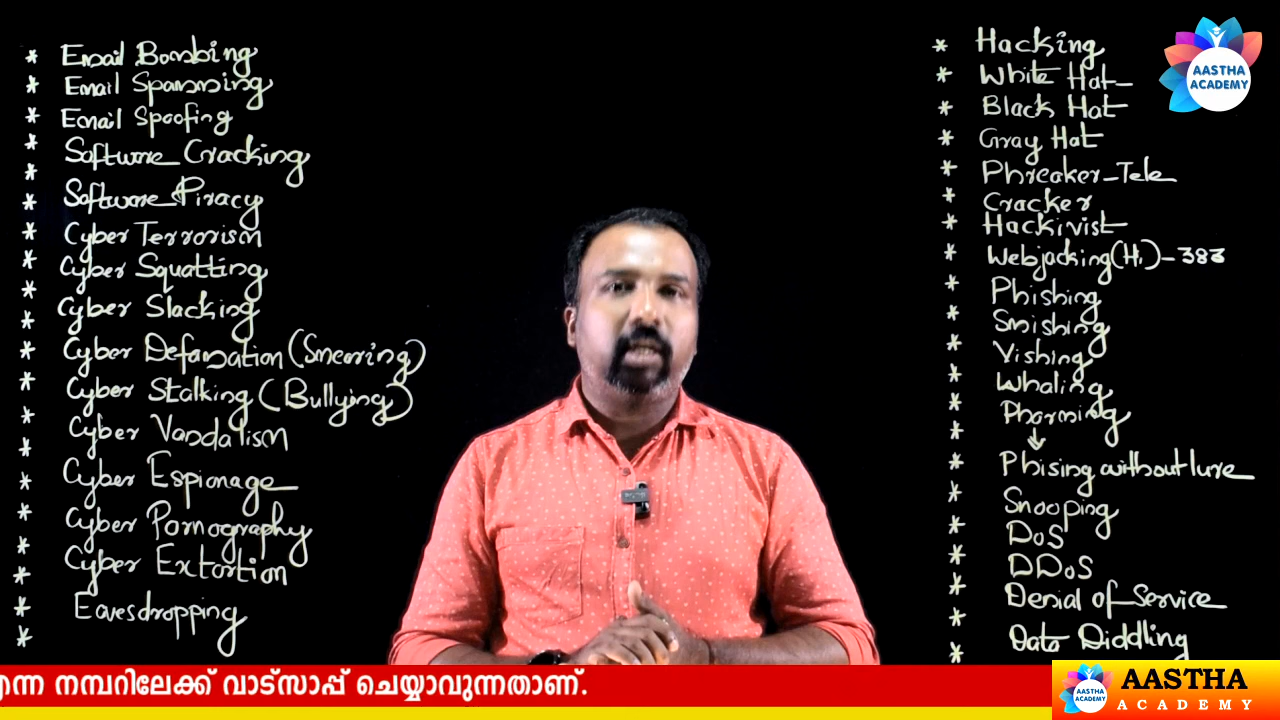 * Email Bombing
* Email Spamming
* Email Spoofing
* Software Cracking
* Software Piracy
* Cyber Terrorism
* Cyber Squatting
* Cyber Slacking
* Cyber Defamation (Smearing)
* Cyber Stalking (Bullying)
* Cyber Vandalism
* Cyber Espionage
* Cyber Pornography
* Cyber Extortion
* Eavesdropping
* Hacking
* White Hat
* Black Hat
* Gray Hat
* Phreaker - Tele
* Cracker
* Hackivist
* Webjacking (Hi) - 383
* Phishing
* Smishing
* Vishing
* Whaling
* Pharming
↓
* Phising without lure
* Snooping
* DoS
* DDoS
* Denial of Service
* Data Diddling
AASTHA
ACADEMY
എന്ന നമ്പറിലേക്ക് വാട്സാപ്പ് ചെയ്യാവുന്നതാണ്.
AASTHA
ACADEMY
AASTHA
ACADEMY